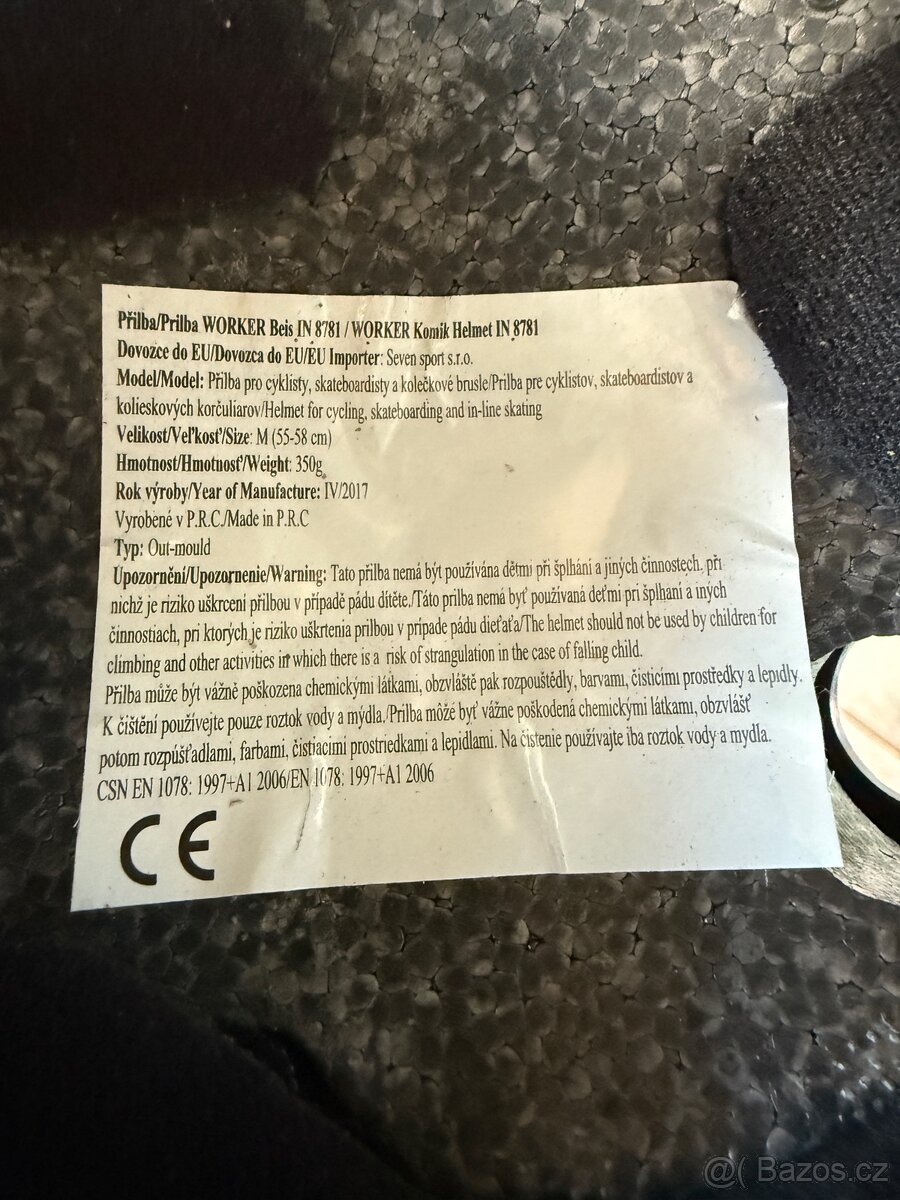 Přilba/Prilba WORKER Beis IN 8781 / WORKER Komik Helmet IN 8781
Dovozce do EU/Dovozca do EU/EU Importer: Seven sport s.r.o.
Model/Model: Přilba pro cyklisty, skateboardisty a kolečkové brusle/Prilba pre cyklistov, skateboardistov a
kolieskových korčuliarov/Helmet for cycling, skateboarding and in-line skating
Velikost/Veľkosť/Size: M (55-58 cm)
Hmotnost/Hmotnosť/Weight: 350g
Rok výroby/Year of Manufacture: IV/2017
Vyrobené v P.R.C./Made in P.R.C
Typ: Out-mould
Upozornění/Upozornenie/Warning: Tato přilba nemá být používána dětmi při šplhání a jiných činnostech, při
nichž je riziko uškrcení přilbou v případě pádu dítěte./Táto prilba nemá byť používaná deťmi pri šplhaní a iných
činnostiach, pri ktorých je riziko uškrtenia prilbou v prípade pádu dieťaťa/The helmet should not be used by children for
climbing and other activities in which there is a risk of strangulation in the case of falling child.
Přilba může být vážně poškozena chemickými látkami, obzvláště pak rozpouštědly, barvami, čisticími prostředky a lepidly.
K čištění používejte pouze roztok vody a mýdla./Prilba môže byť vážne poškodená chemickými látkami, obzvlášť
potom rozpúšťadlami, farbami, čistiacimi prostriedkami a lepidlami. Na čistenie používajte iba roztok vody a mydla.
CSN EN 1078: 1997+A1 2006/EN 1078: 1997+A1 2006
CE
@( Bazos.cz